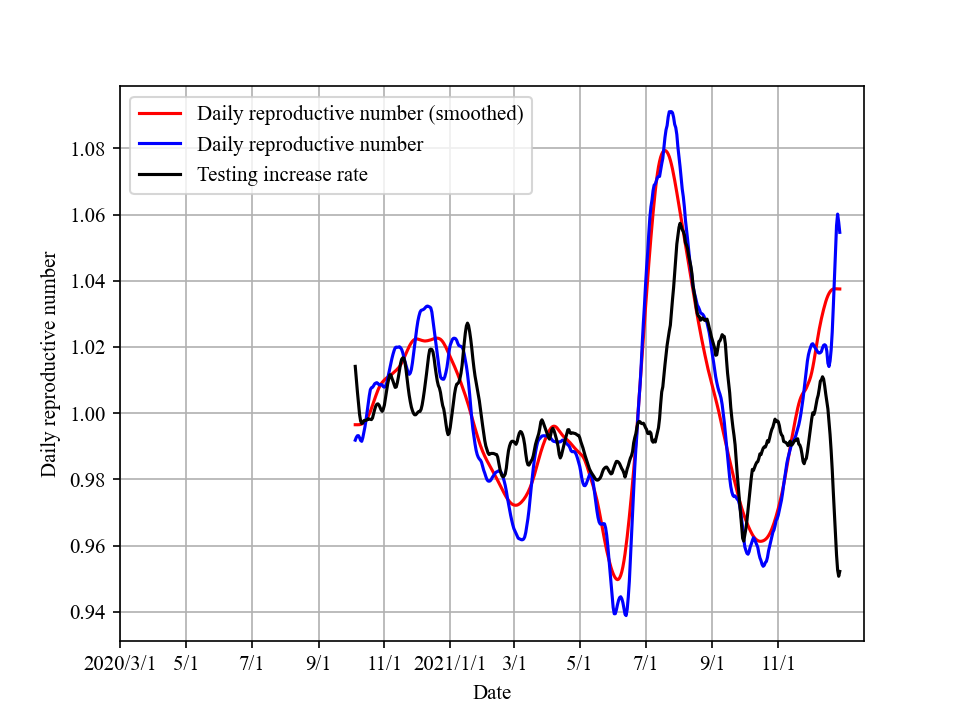 Daily reproductive number (smoothed)
Daily reproductive number
Testing increase rate
Daily reproductive number
1.08
1.06
1.04
1.02
1.00
0.98
0.96
0.94
2020/3/1 5/1 7/1 9/1 11/1 2021/1/1 3/1 5/1 7/1 9/1 11/1
Date